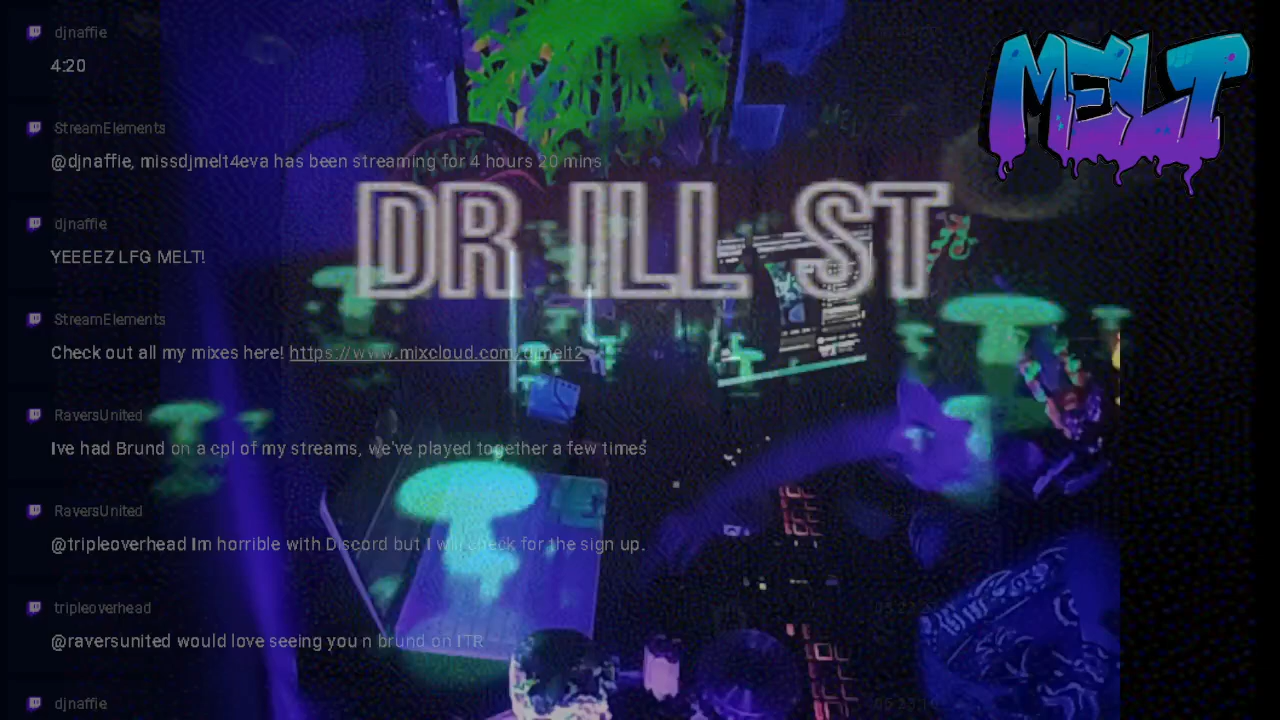 djnaffie
4:20
StreamElements
@djnaffie, missdjmelt4eva has been streaming for 4 hours 20 mins
djnaffie
YEEEEZ LFG MELT!
StreamElements
Check out all my mixes here! https://www.mixcloud.com/djmelt2
RaversUnited
Ive had Brund on a cpl of my streams, we've played together a few times
RaversUnited
@tripleoverhead Im horrible with Discord but I will check for the sign up.
tripleoverhead
@raversunited would love seeing you n brund on ITR
djnaffie
DR ILL ST
MELT